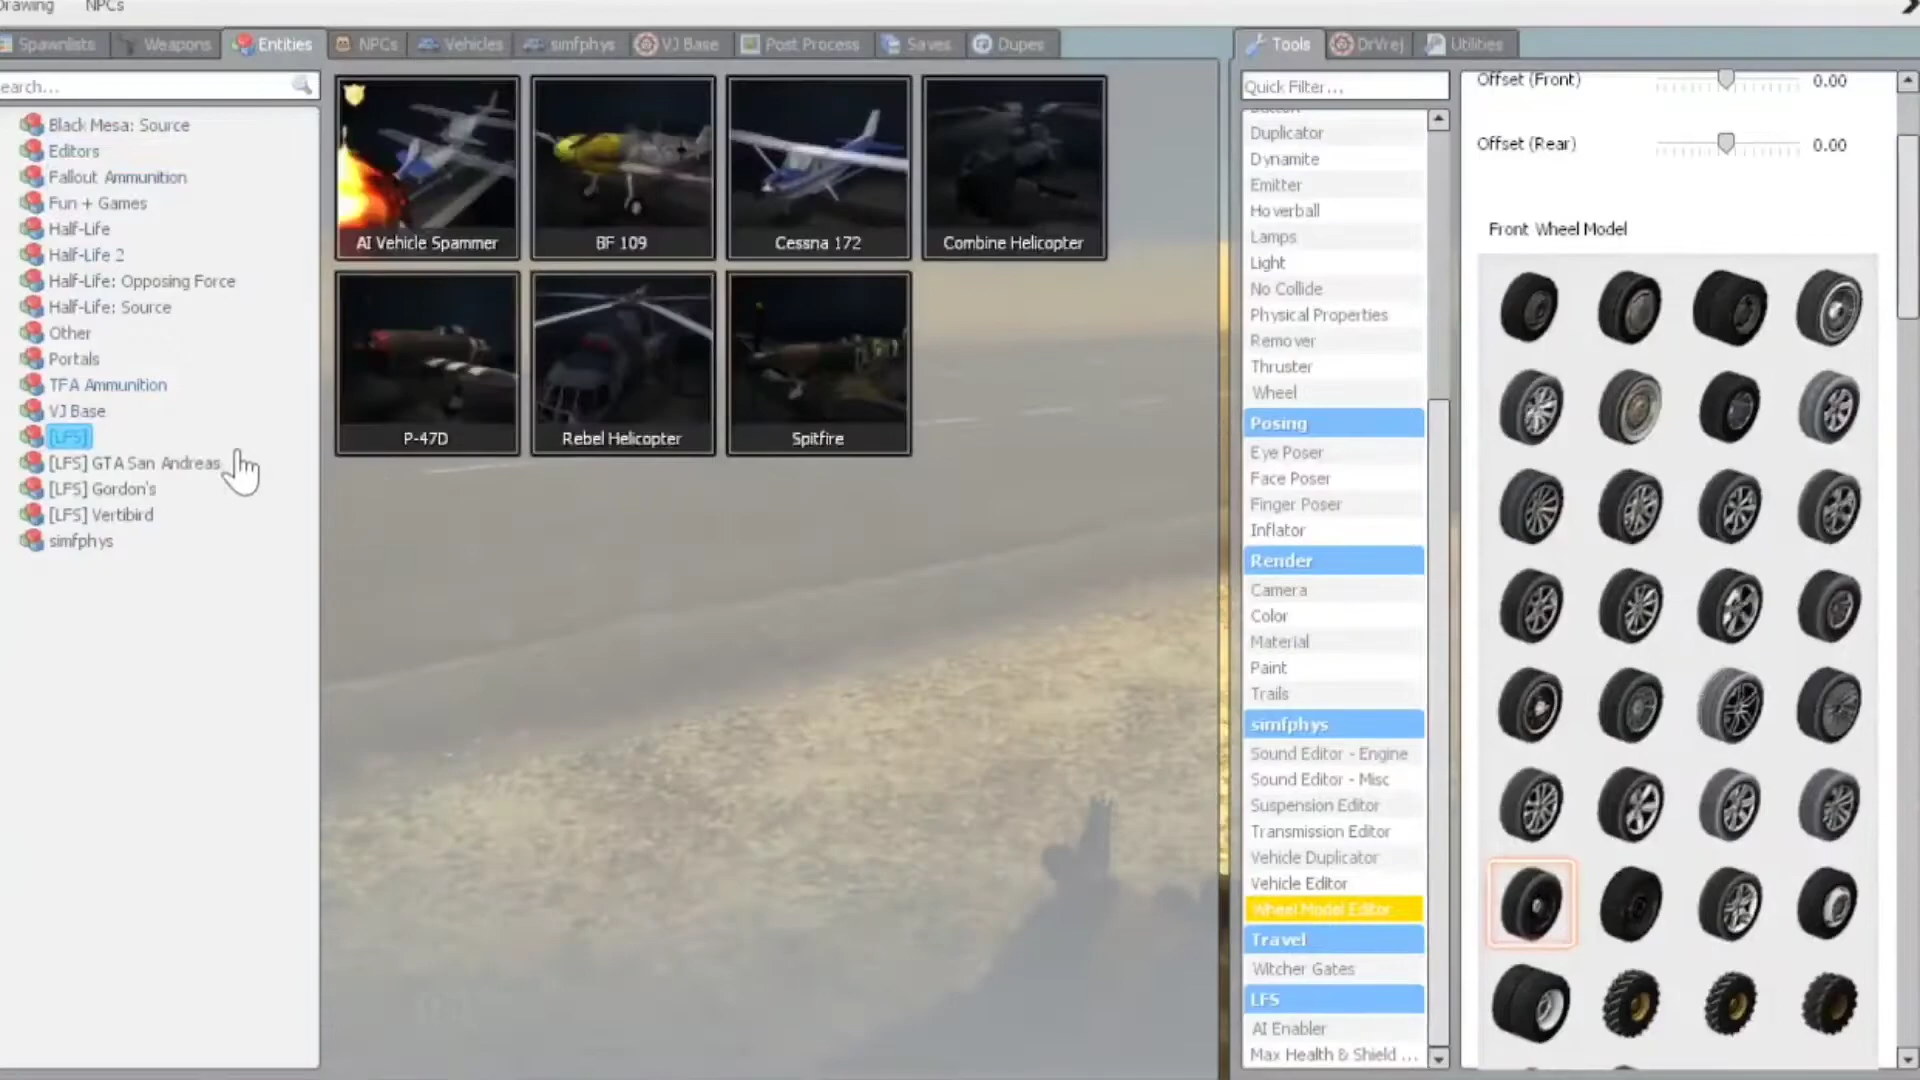 Drawing NPCs
Spawnlists Weapons Entities NPCs Vehicles simfphys VJ Base Post Process Saves Dupes
Tools DrVrej Utilities
earch...
Black Mesa: Source
Editors
Fallout Ammunition
Fun + Games
Half-Life
Half-Life 2
Half-Life: Opposing Force
Half-Life: Source
Other
Portals
TFA Ammunition
VJ Base
[LFS]
[LFS] GTA San Andreas
[LFS] Gordon's
[LFS] Vertibird
simfphys
AI Vehicle Spammer
BF 109
Cessna 172
Combine Helicopter
P-47D
Rebel Helicopter
Spitfire
Quick Filter...
Button
Duplicator
Dynamite
Emitter
Hoverball
Lamps
Light
No Collide
Physical Properties
Remover
Thruster
Wheel
Posing
Eye Poser
Face Poser
Finger Poser
Inflator
Render
Camera
Color
Material
Paint
Trails
simfphys
Sound Editor - Engine
Sound Editor - Misc
Suspension Editor
Transmission Editor
Vehicle Duplicator
Vehicle Editor
Wheel Model Editor
Travel
Witcher Gates
LFS
AI Enabler
Max Health & Shield ...
Offset (Front) 0.00
Offset (Rear) 0.00
Front Wheel Model